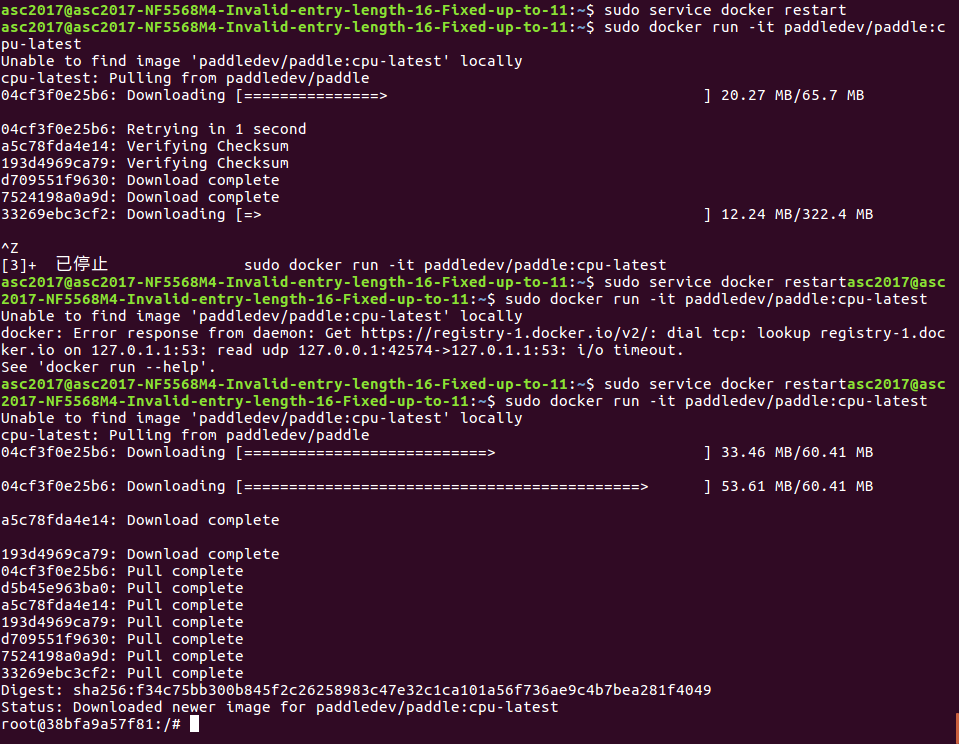 asc2017@asc2017-NF5568M4-Invalid-entry-length-16-Fixed-up-to-11:~$ sudo service docker restart
asc2017@asc2017-NF5568M4-Invalid-entry-length-16-Fixed-up-to-11:~$ sudo docker run -it paddledev/paddle:c
pu-latest
Unable to find image 'paddledev/paddle:cpu-latest' locally
cpu-latest: Pulling from paddledev/paddle
04cf3f0e25b6: Downloading [===============>                                   ] 20.27 MB/65.7 MB
04cf3f0e25b6: Retrying in 1 second
a5c78fda4e14: Verifying Checksum
193d4969ca79: Verifying Checksum
d709551f9630: Download complete
7524198a0a9d: Download complete
33269ebc3cf2: Downloading [=>                                                 ] 12.24 MB/322.4 MB
^Z
[3]+  已停止               sudo docker run -it paddledev/paddle:cpu-latest
asc2017@asc2017-NF5568M4-Invalid-entry-length-16-Fixed-up-to-11:~$ sudo service docker restartasc2017@asc
2017-NF5568M4-Invalid-entry-length-16-Fixed-up-to-11:~$ sudo docker run -it paddledev/paddle:cpu-latest
Unable to find image 'paddledev/paddle:cpu-latest' locally
docker: Error response from daemon: Get https://registry-1.docker.io/v2/: dial tcp: lookup registry-1.doc
ker.io on 127.0.1.1:53: read udp 127.0.0.1:42574->127.0.1.1:53: i/o timeout.
See 'docker run --help'.
asc2017@asc2017-NF5568M4-Invalid-entry-length-16-Fixed-up-to-11:~$ sudo service docker restartasc2017@asc
2017-NF5568M4-Invalid-entry-length-16-Fixed-up-to-11:~$ sudo docker run -it paddledev/paddle:cpu-latest
Unable to find image 'paddledev/paddle:cpu-latest' locally
cpu-latest: Pulling from paddledev/paddle
04cf3f0e25b6: Downloading [===========================>                       ] 33.46 MB/60.41 MB
04cf3f0e25b6: Downloading [============================================>      ] 53.61 MB/60.41 MB
a5c78fda4e14: Download complete
193d4969ca79: Download complete
04cf3f0e25b6: Pull complete
d5b45e963ba0: Pull complete
a5c78fda4e14: Pull complete
193d4969ca79: Pull complete
d709551f9630: Pull complete
7524198a0a9d: Pull complete
33269ebc3cf2: Pull complete
Digest: sha256:f34c75bb300b845f2c26258983c47e32c1ca101a56f736ae9c4b7bea281f4049
Status: Downloaded newer image for paddledev/paddle:cpu-latest
root@38bfa9a57f81:/#